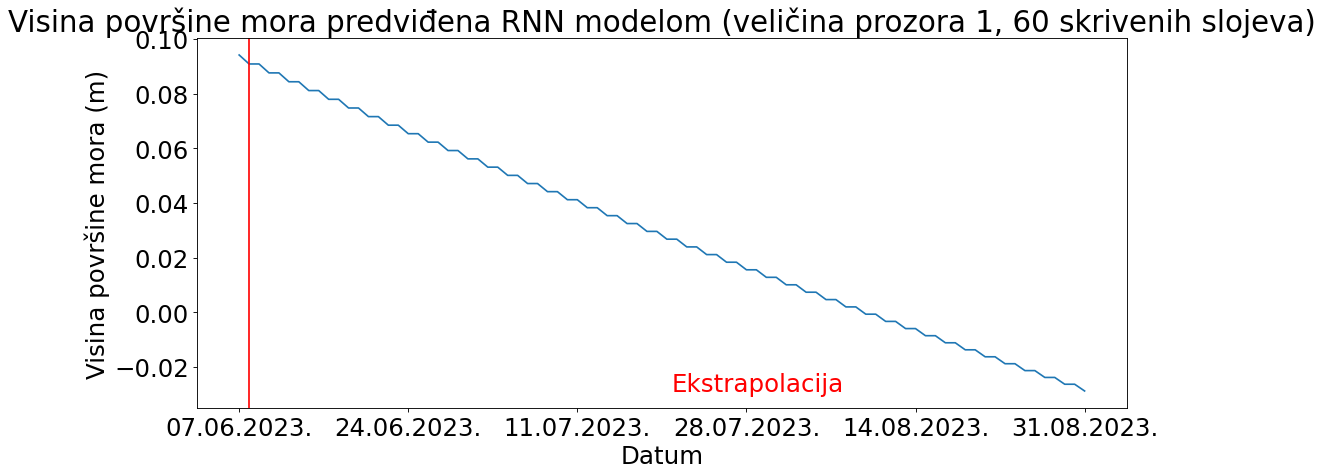 Visina površine mora predviđena RNN modelom (veličina prozora 1, 60 skrivenih slojeva)
Visina površine mora (m)
0.10
0.08
0.06
0.04
0.02
0.00
−0.02
Ekstrapolacija
07.06.2023. 24.06.2023. 11.07.2023. 28.07.2023. 14.08.2023. 31.08.2023.
Datum